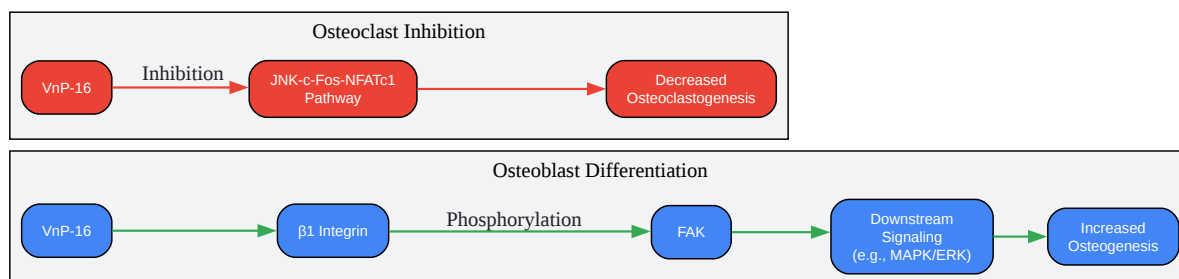 Osteoclast Inhibition
VnP-16
Inhibition
JNK-c-Fos-NFATc1
Pathway
Decreased
Osteoclastogenesis
Osteoblast Differentiation
VnP-16
β1 Integrin
Phosphorylation
FAK
Downstream
Signaling
(e.g., MAPK/ERK)
Increased
Osteogenesis